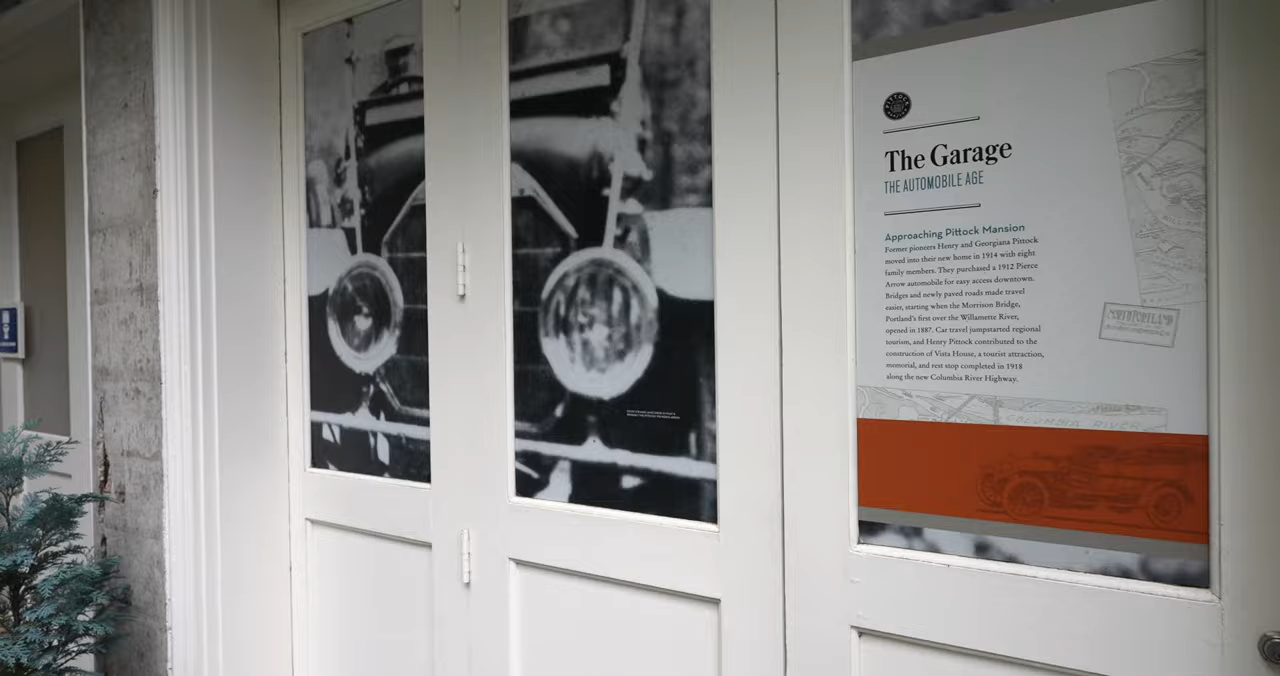 PITTOCK
MANSION
The Garage
THE AUTOMOBILE AGE
Approaching Pittock Mansion
Former pioneers Henry and Georgiana Pittock
moved into their new home in 1914 with eight
family members. They purchased a 1912 Pierce
Arrow automobile for easy access downtown.
Bridges and newly paved roads made travel
easier, starting when the Morrison Bridge,
Portland's first over the Willamette River,
opened in 1887. Car travel jumpstarted regional
tourism, and Henry Pittock contributed to the
construction of Vista House, a tourist attraction,
memorial, and rest stop completed in 1918
along the new Columbia River Highway.
COLUMBIA RIVER